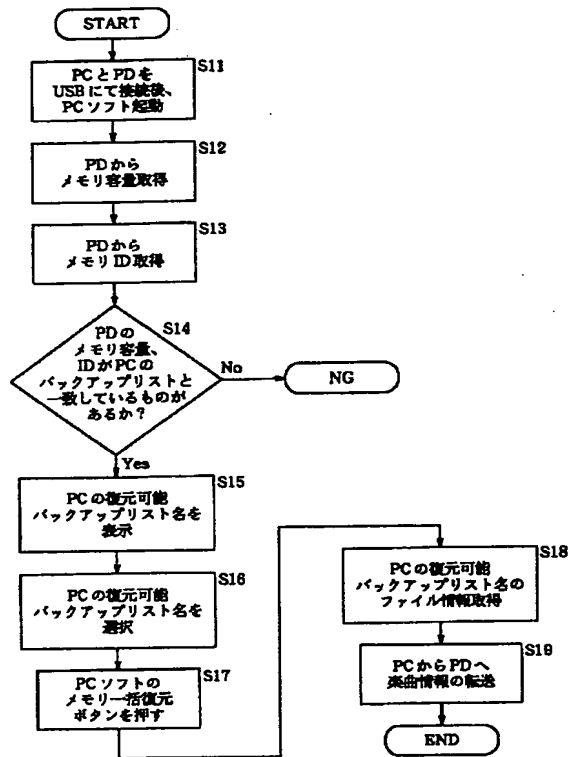 START
S11
PCとPDを
USBにて接続後、
PCソフト起動
S12
PDから
メモリ容量取得
S13
PDから
メモリID取得
S14
PDの
メモリ容量、
IDがPCの
バックアップリストと
一致しているものが
あるか?
No
NG
Yes
S15
PCの復元可能
バックアップリスト名を
表示
S16
PCの復元可能
バックアップリスト名を
選択
S17
PCソフトの
メモリ一括復元
ボタンを押す
S18
PCの復元可能
バックアップリスト名の
ファイル情報取得
S19
PCからPDへ
楽曲情報の転送
END